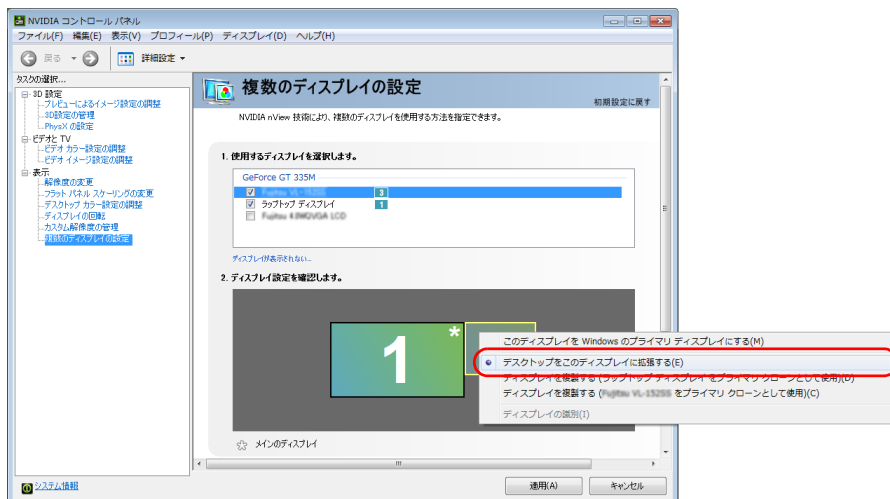 NVIDIA コントロール パネル
ファイル(F) 編集(E) 表示(V) プロフィール(P) ディスプレイ(D) ヘルプ(H)
戻る 詳細設定
タスクの選択...
3D 設定
プレビューによるイメージ設定の調整
3D設定の管理
PhysX の設定
ビデオと TV
ビデオ カラー設定の調整
ビデオ イメージ設定の調整
表示
解像度の変更
フラット パネル スケーリングの変更
デスクトップ カラー設定の調整
ディスプレイの回転
カスタム解像度の管理
複数のディスプレイの設定
システム情報
複数のディスプレイの設定
初期設定に戻す
NVIDIA nView 技術により、複数のディスプレイを使用する方法を指定できます。
1. 使用するディスプレイを選択します。
GeForce GT 335M
Fujitsu VL-152SS 3
ラップトップ ディスプレイ 1
Fujitsu 4.8WQVGA LCD
ディスプレイが表示されない...
2. ディスプレイ設定を確認します。
1 *
このディスプレイを Windows のプライマリ ディスプレイにする(M)
デスクトップをこのディスプレイに拡張する(E)
ディスプレイを複製する (ラップトップ ディスプレイ をプライマリ クローンとして使用)(D)
ディスプレイを複製する (Fujitsu VL-152SS をプライマリ クローンとして使用)(C)
ディスプレイの識別(I)
メインのディスプレイ
適用(A) キャンセル